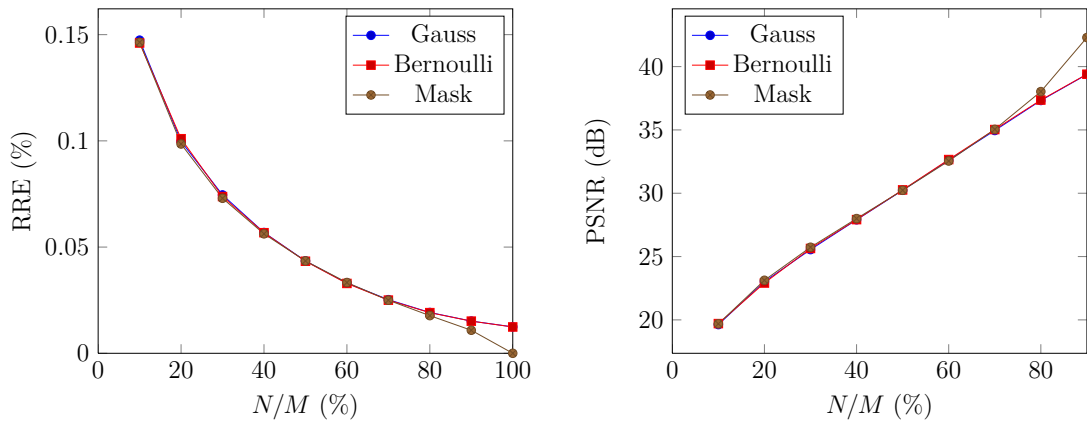 0.15
0.1
0.05
0
RRE (%)
Gauss
Bernoulli
Mask
0 20 40 60 80 100
N/M (%)
40
35
30
25
20
PSNR (dB)
Gauss
Bernoulli
Mask
0 20 40 60 80
N/M (%)